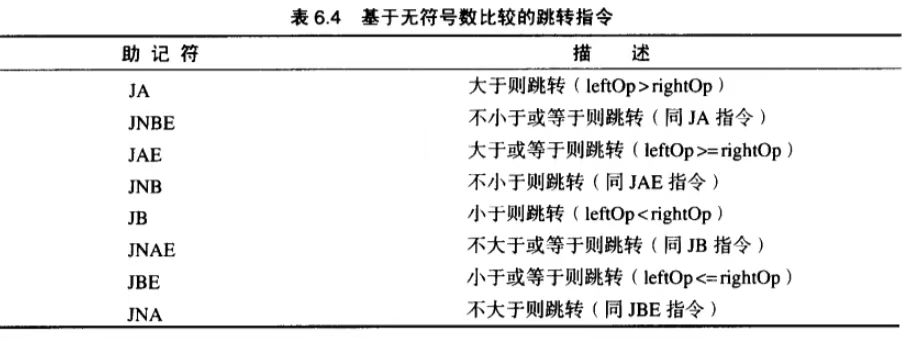 表 6.4 基于无符号数比较的跳转指令
助 记 符 描 述
JA 大于则跳转（leftOp>rightOp）
JNBE 不小于或等于则跳转（同 JA 指令）
JAE 大于或等于则跳转（leftOp>=rightOp）
JNB 不小于则跳转（同 JAE 指令）
JB 小于则跳转（leftOp<rightOp）
JNAE 不大于或等于则跳转（同 JB 指令）
JBE 小于或等于则跳转（leftOp<=rightOp）
JNA 不大于则跳转（同 JBE 指令）